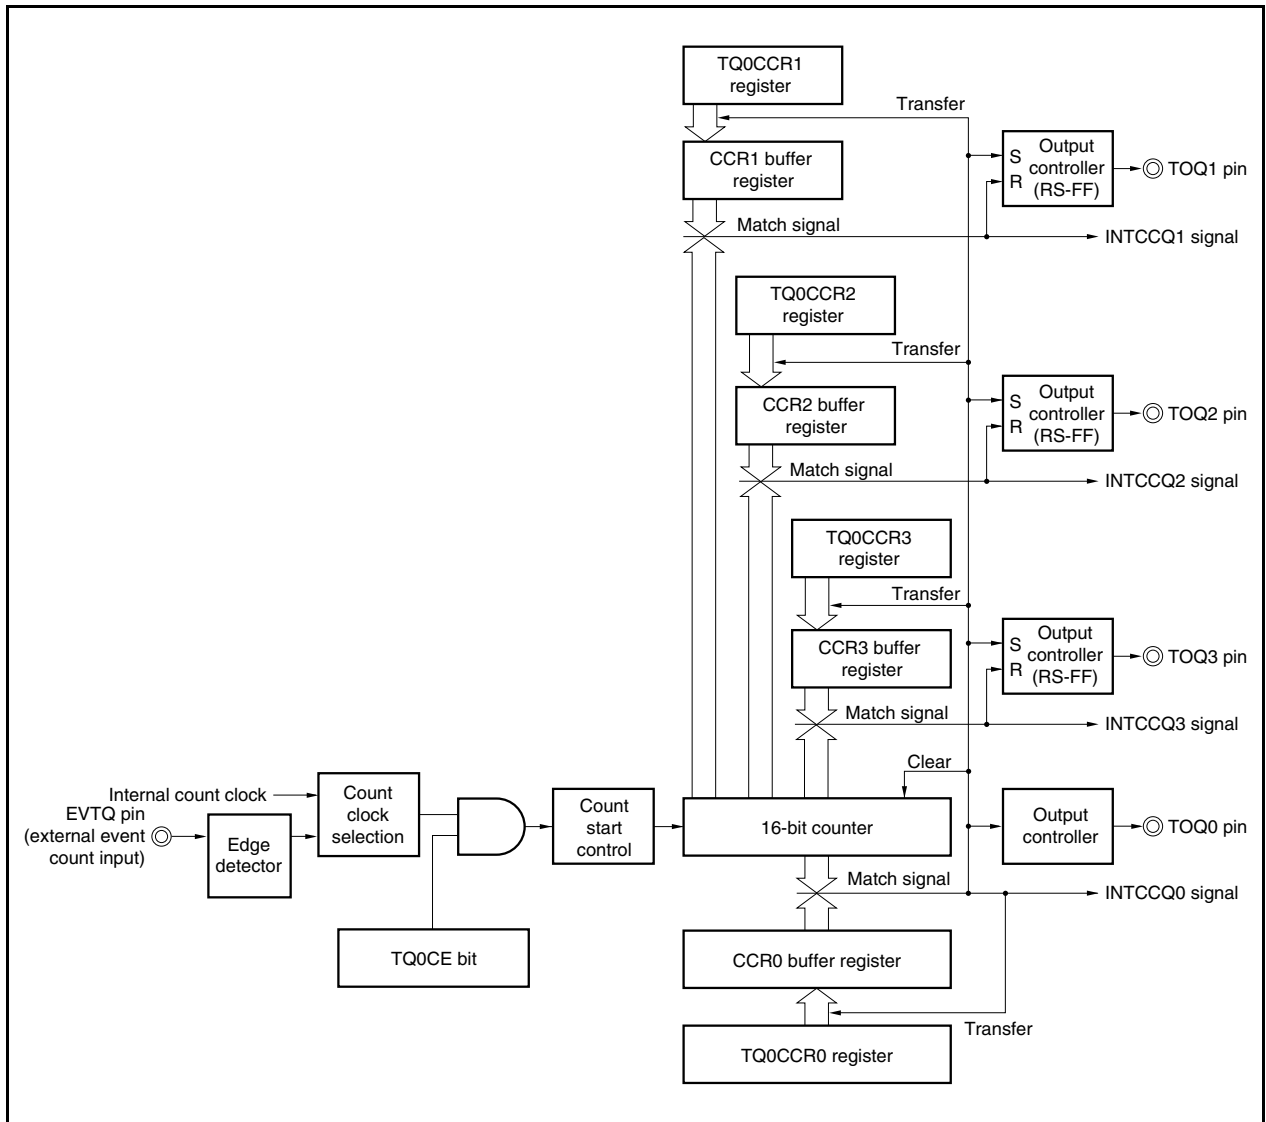 TQ0CCR1
register
Transfer
CCR1 buffer
register
S
R
Output
controller
(RS-FF)
TOQ1 pin
Match signal
INTCCQ1 signal
TQ0CCR2
register
Transfer
CCR2 buffer
register
S
R
Output
controller
(RS-FF)
TOQ2 pin
Match signal
INTCCQ2 signal
TQ0CCR3
register
Transfer
CCR3 buffer
register
S
R
Output
controller
(RS-FF)
TOQ3 pin
Match signal
INTCCQ3 signal
Clear
Internal count clock
EVTQ pin
(external event
count input)
Edge
detector
Count
clock
selection
Count
start
control
16-bit counter
Output
controller
TOQ0 pin
Match signal
INTCCQ0 signal
TQ0CE bit
CCR0 buffer register
Transfer
TQ0CCR0 register